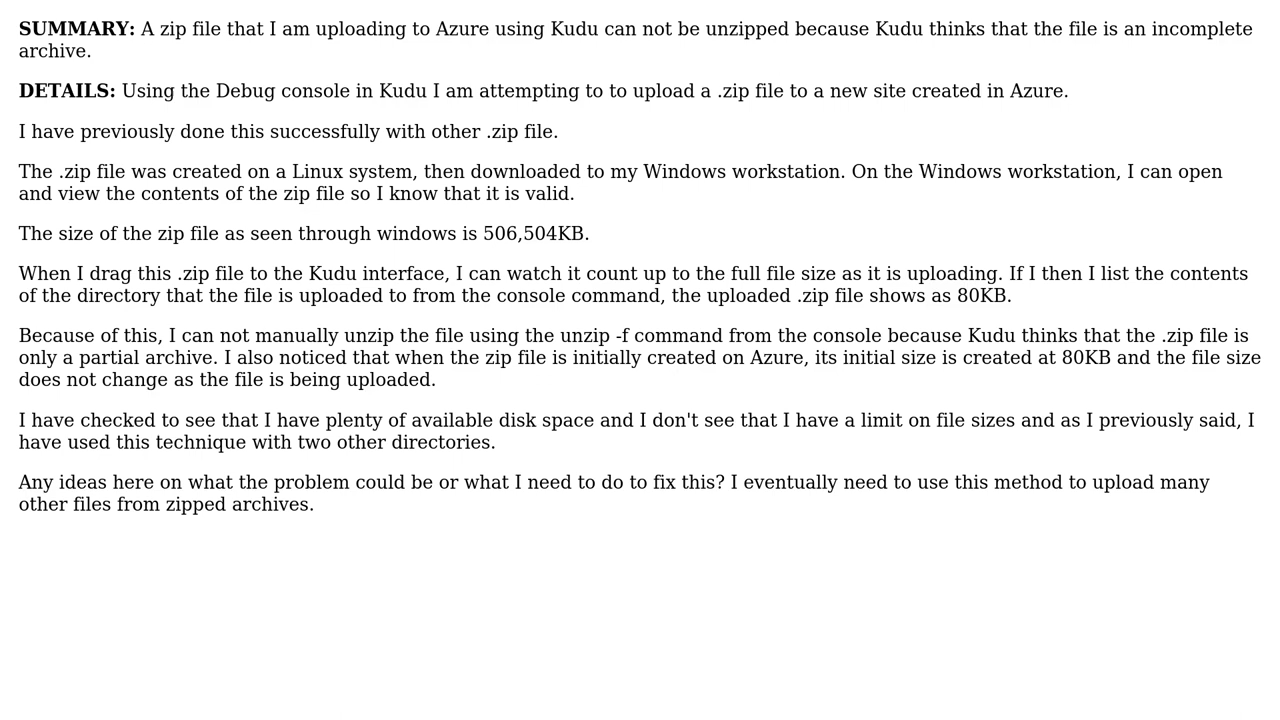 SUMMARY: A zip file that I am uploading to Azure using Kudu can not be unzipped because Kudu thinks that the file is an incomplete
archive.
DETAILS: Using the Debug console in Kudu I am attempting to to upload a .zip file to a new site created in Azure.
I have previously done this successfully with other .zip file.
The .zip file was created on a Linux system, then downloaded to my Windows workstation. On the Windows workstation, I can open
and view the contents of the zip file so I know that it is valid.
The size of the zip file as seen through windows is 506,504KB.
When I drag this .zip file to the Kudu interface, I can watch it count up to the full file size as it is uploading. If I then I list the contents
of the directory that the file is uploaded to from the console command, the uploaded .zip file shows as 80KB.
Because of this, I can not manually unzip the file using the unzip -f command from the console because Kudu thinks that the .zip file is
only a partial archive. I also noticed that when the zip file is initially created on Azure, its initial size is created at 80KB and the file size
does not change as the file is being uploaded.
I have checked to see that I have plenty of available disk space and I don't see that I have a limit on file sizes and as I previously said, I
have used this technique with two other directories.
Any ideas here on what the problem could be or what I need to do to fix this? I eventually need to use this method to upload many
other files from zipped archives.